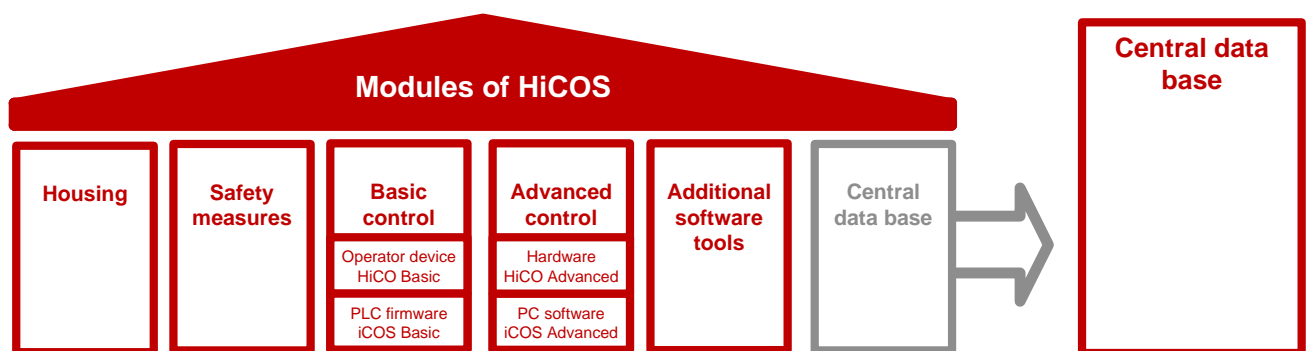 Modules of HiCOS
Housing
Safety
measures
Basic
control
Operator device
HiCO Basic
PLC firmware
iCOS Basic
Advanced
control
Hardware
HiCO Advanced
PC software
iCOS Advanced
Additional
software
tools
Central
data base
Central data
base